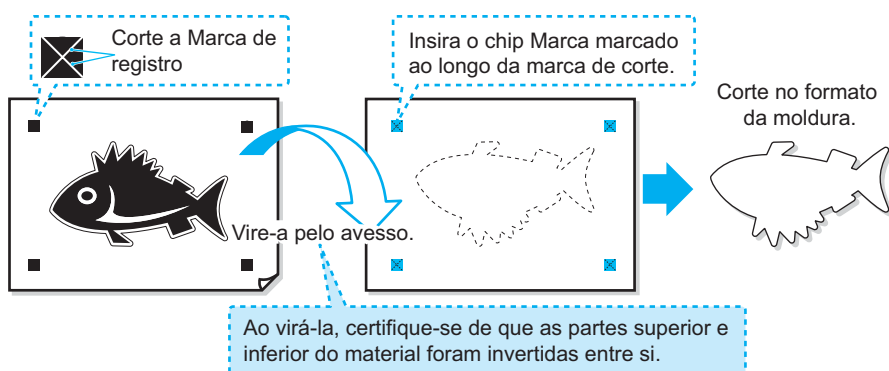 Corte a Marca de
registro
Insira o chip Marca marcado
ao longo da marca de corte.
Corte no formato
da moldura.
Vire-a pelo avesso.
Ao virá-la, certifique-se de que as partes superior e
inferior do material foram invertidas entre si.